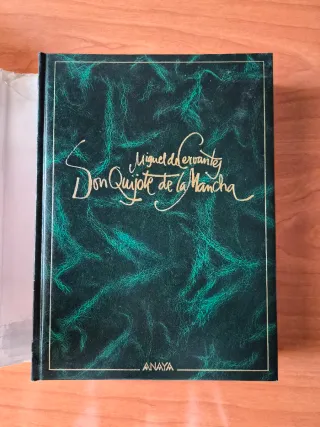 Miguel de Cervantes
Don Quijote de la Mancha
ANAYA